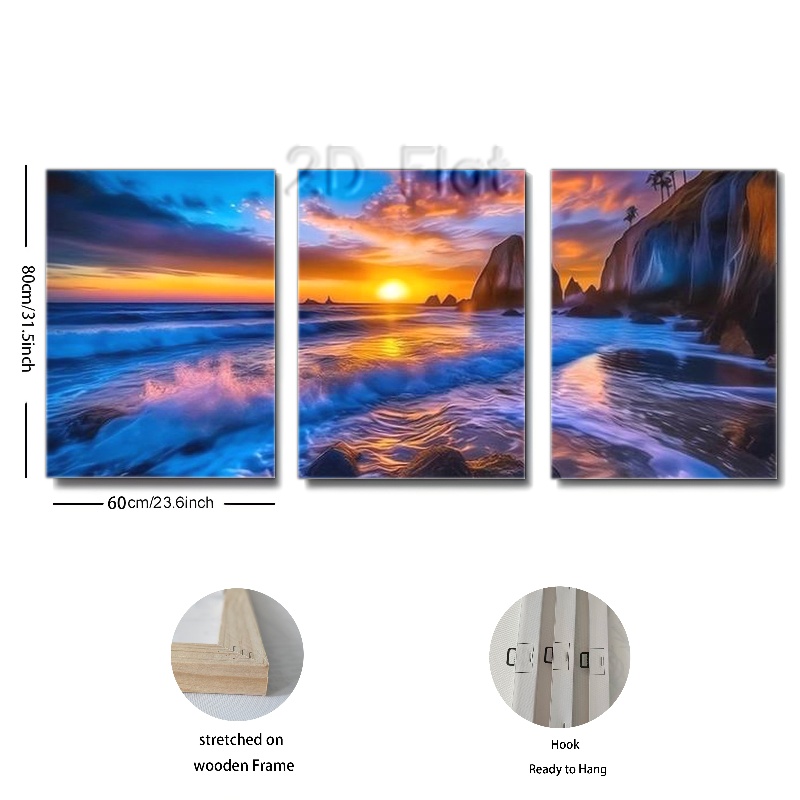 2D Flat
80cm/31.5inch
60cm/23.6inch
stretched on
wooden Frame
Hook
Ready to Hang